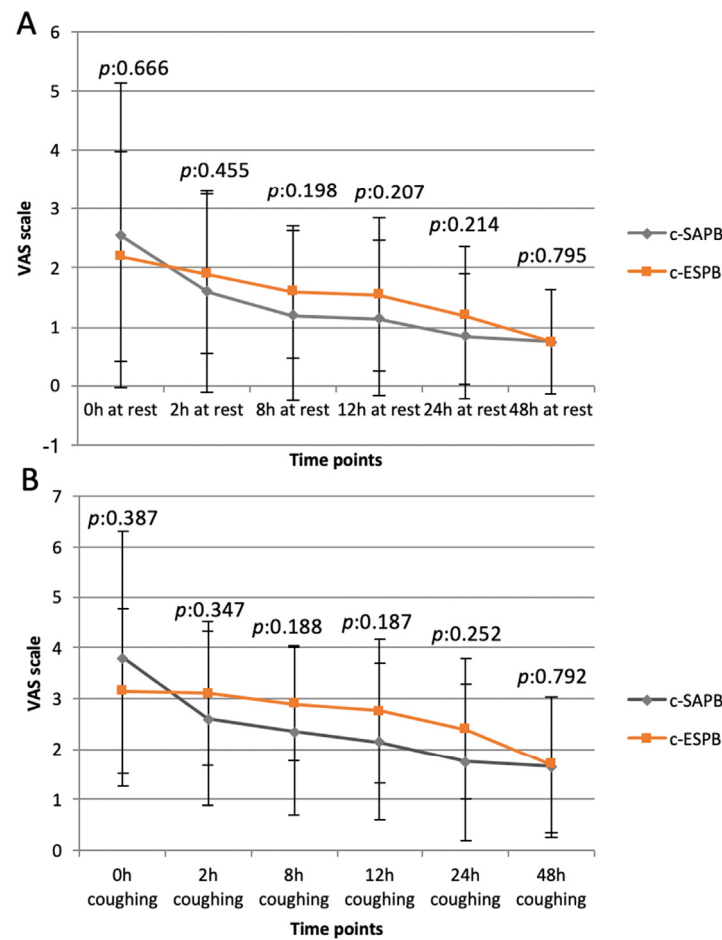 A
6
5
4
3
2
1
0
-1
VAS scale
p:0.666
p:0.455
p:0.198
p:0.207
p:0.214
p:0.795
0h at rest 2h at rest 8h at rest 12h at rest 24h at rest 48h at rest
Time points
c-SAPB
c-ESPB
B
7
6
5
4
3
2
1
0
VAS scale
p:0.387
p:0.347
p:0.188
p:0.187
p:0.252
p:0.792
0h 2h 8h 12h 24h 48h
coughing coughing coughing coughing coughing coughing
Time points
c-SAPB
c-ESPB